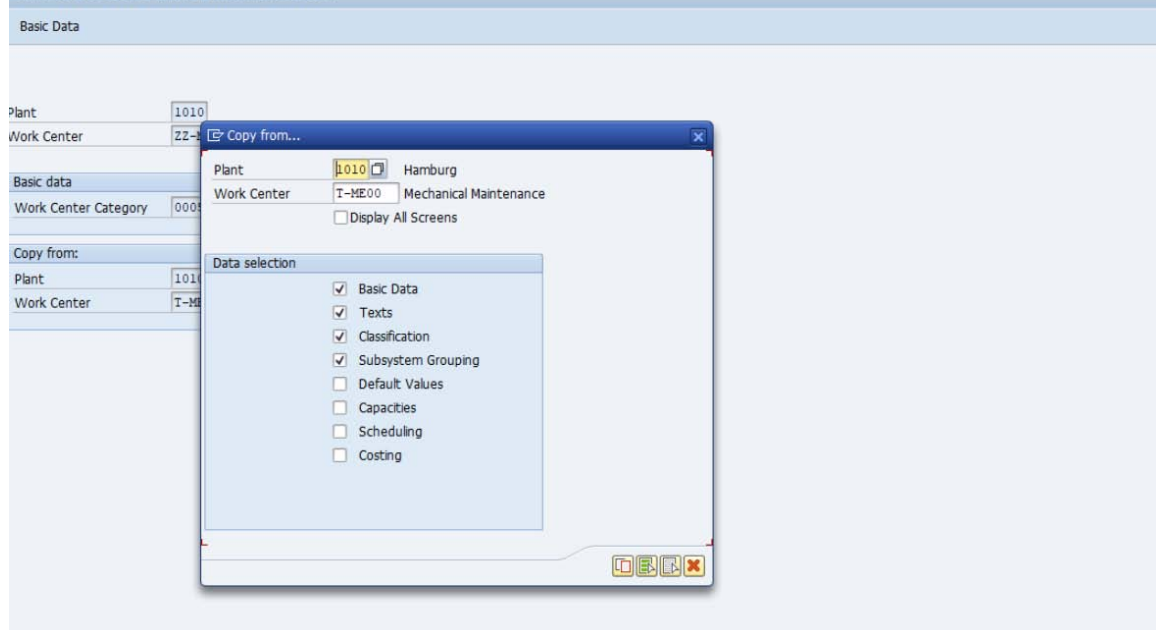 Basic Data
Plant 1010
Work Center
Basic data
Work Center Category
Copy from:
Plant
Work Center
Copy from...
Plant 1010 Hamburg
Work Center T-ME00 Mechanical Maintenance
Display All Screens
Data selection
Basic Data
Texts
Classification
Subsystem Grouping
Default Values
Capacities
Scheduling
Costing